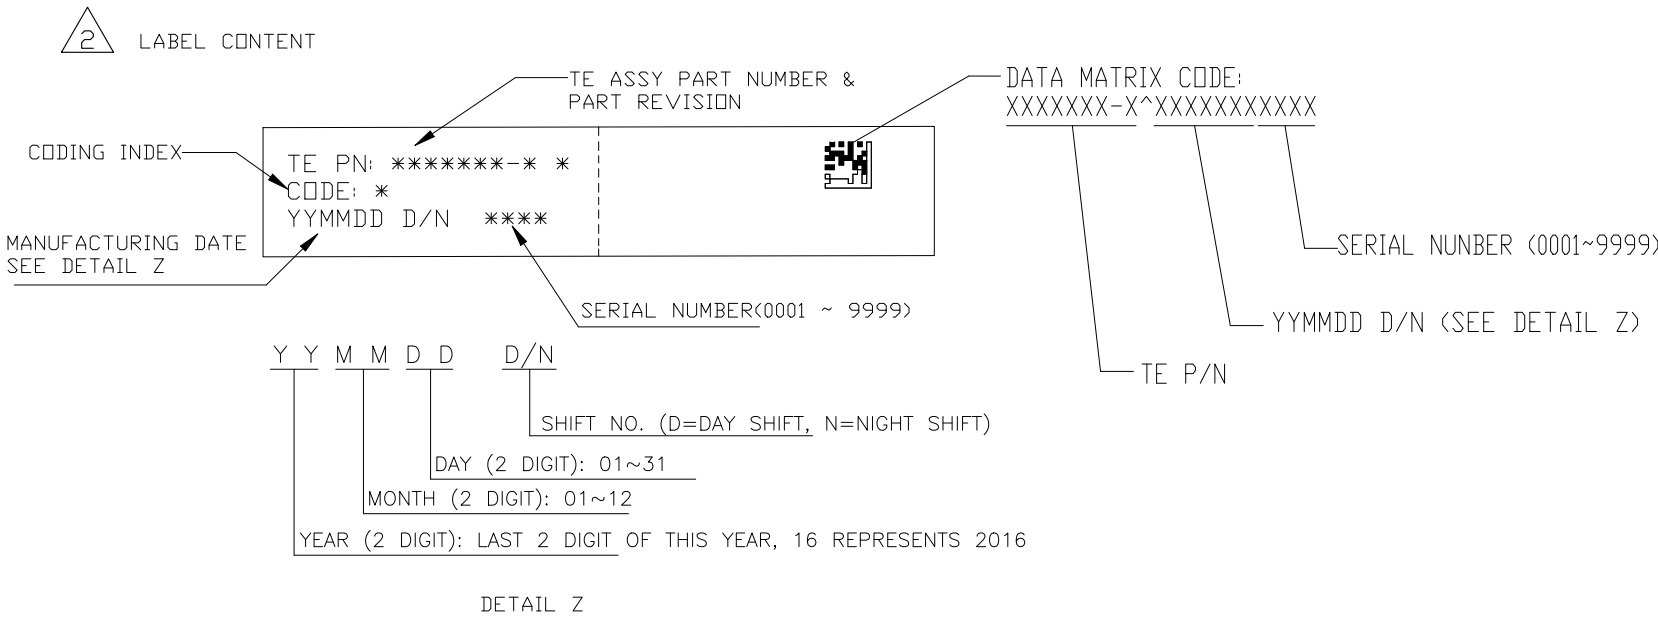 2 LABEL CONTENT
TE ASSY PART NUMBER &
PART REVISION
DATA MATRIX CODE:
XXXXXXX-X^XXXXXXXXXXX
CODING INDEX
TE PN: *******-* *
CODE: *
YYMMDD D/N ****
MANUFACTURING DATE
SEE DETAIL Z
SERIAL NUNBER (0001~9999)
SERIAL NUMBER(0001 ~ 9999)
YYMMDD D/N (SEE DETAIL Z)
TE P/N
Y Y M M D D D/N
SHIFT NO. (D=DAY SHIFT, N=NIGHT SHIFT)
DAY (2 DIGIT): 01~31
MONTH (2 DIGIT): 01~12
YEAR (2 DIGIT): LAST 2 DIGIT OF THIS YEAR, 16 REPRESENTS 2016
DETAIL Z